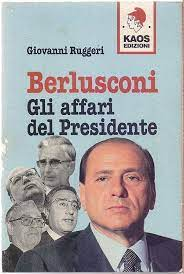 KAOS
EDIZIONI
Giovanni Ruggeri
Berlusconi
Gli affari
del Presidente